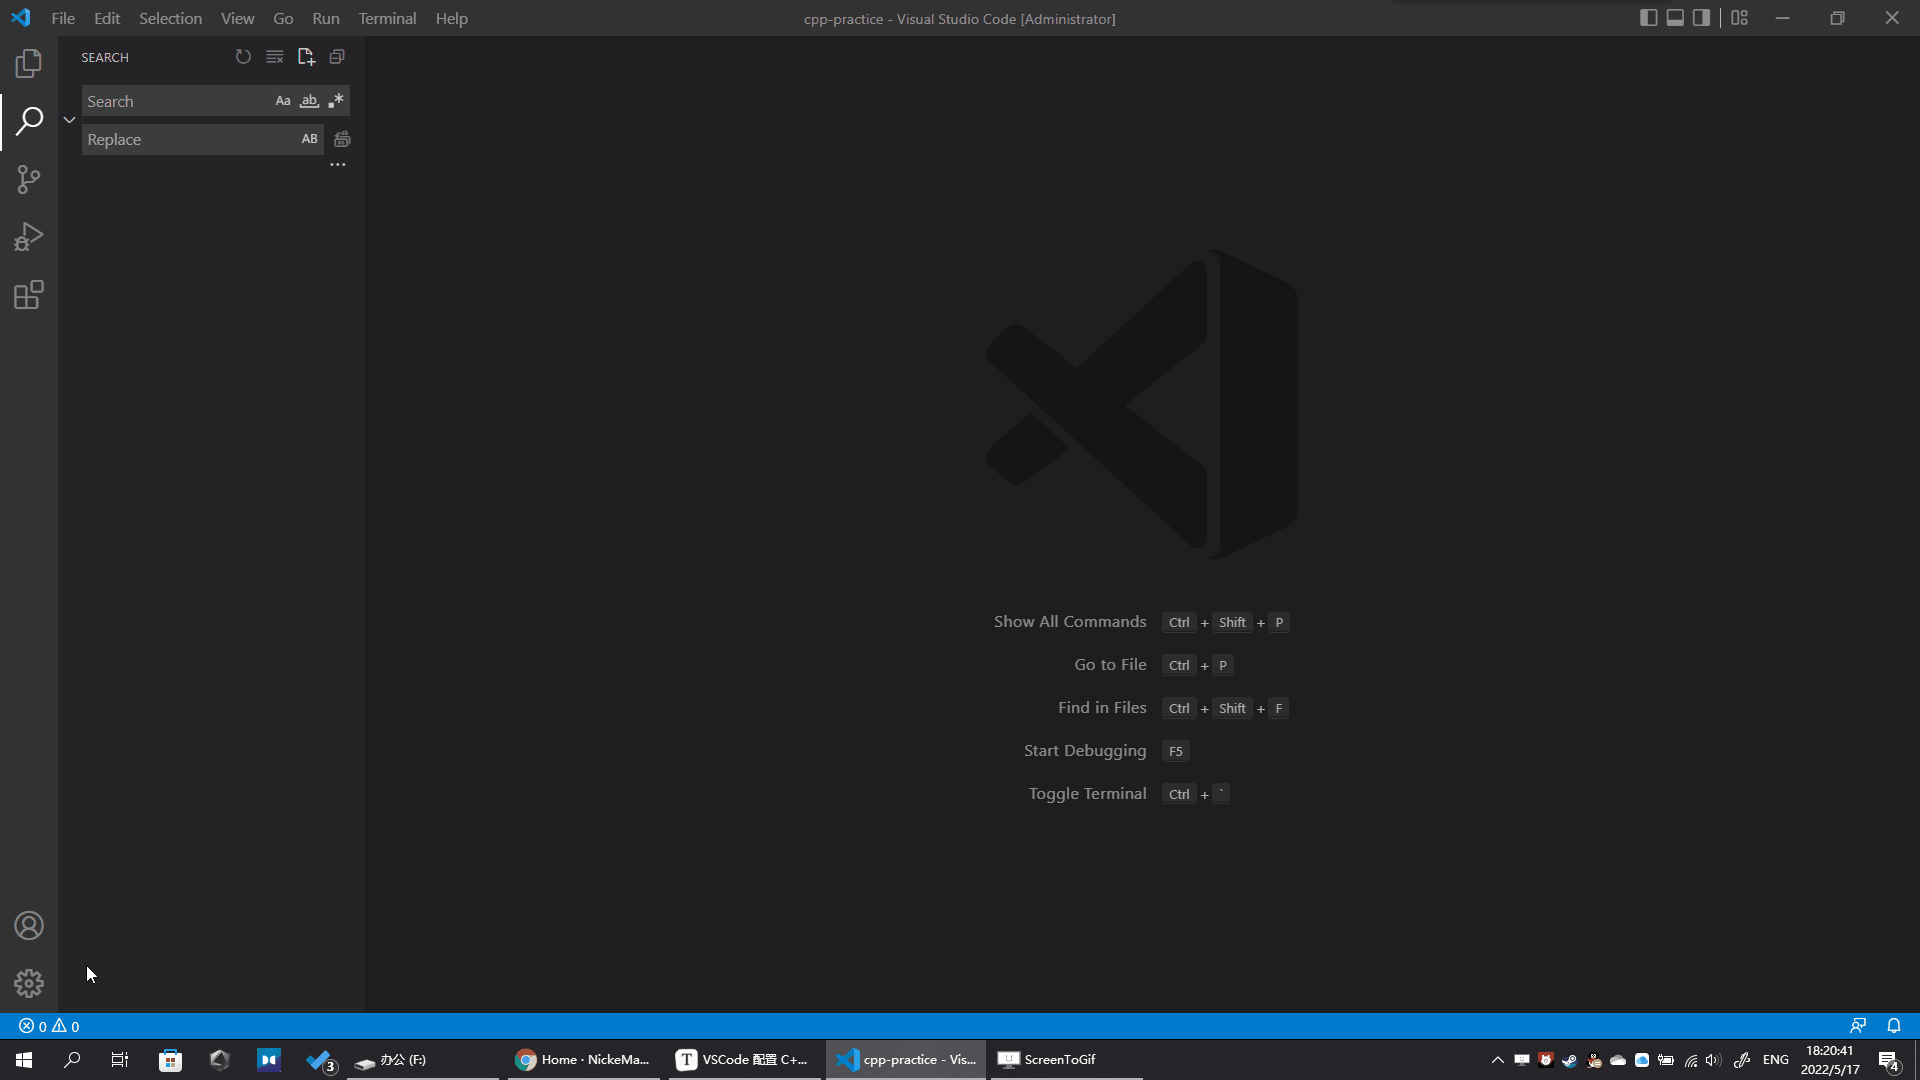 File Edit Selection View Go Run Terminal Help
cpp-practice - Visual Studio Code [Administrator]
SEARCH
Search Aa ab
Replace AB
Show All Commands Ctrl + Shift + P
Go to File Ctrl + P
Find in Files Ctrl + Shift + F
Start Debugging F5
Toggle Terminal Ctrl + `
0 0
3
办公 (F:)
Home · NickeMa...
T VSCode 配置 C+...
cpp-practice - Vis...
ScreenToGif
ENG
18:20:41
2022/5/17
4